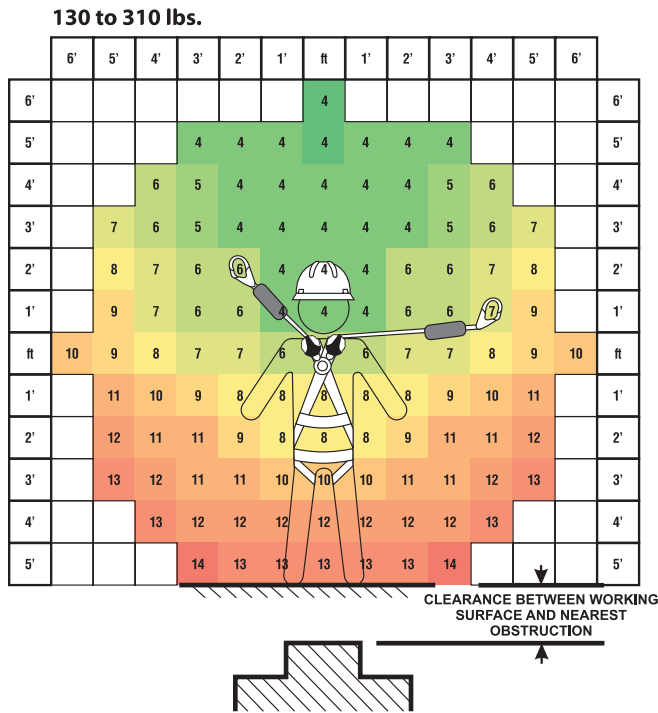 130 to 310 lbs.
6' 5' 4' 3' 2' 1' ft 1' 2' 3' 4' 5' 6'
6' 4 6'
5' 4 4 4 4 4 4 4 5'
4' 6 5 4 4 4 4 4 5 6 4'
3' 7 6 5 4 4 4 4 4 5 6 7 3'
2' 8 7 6 6 4 4 4 6 6 7 8 2'
1' 9 7 6 6 4 4 4 6 6 7 9 1'
ft 10 9 8 7 7 6 6 7 7 8 9 10 ft
1' 11 10 9 8 8 8 8 8 9 10 11 1'
2' 12 11 11 9 8 8 8 9 11 11 12 2'
3' 13 12 11 11 10 10 10 11 11 12 13 3'
4' 13 12 12 12 12 12 12 12 13 4'
5' 14 13 13 13 13 13 14 5'
CLEARANCE BETWEEN WORKING
SURFACE AND NEAREST
OBSTRUCTION